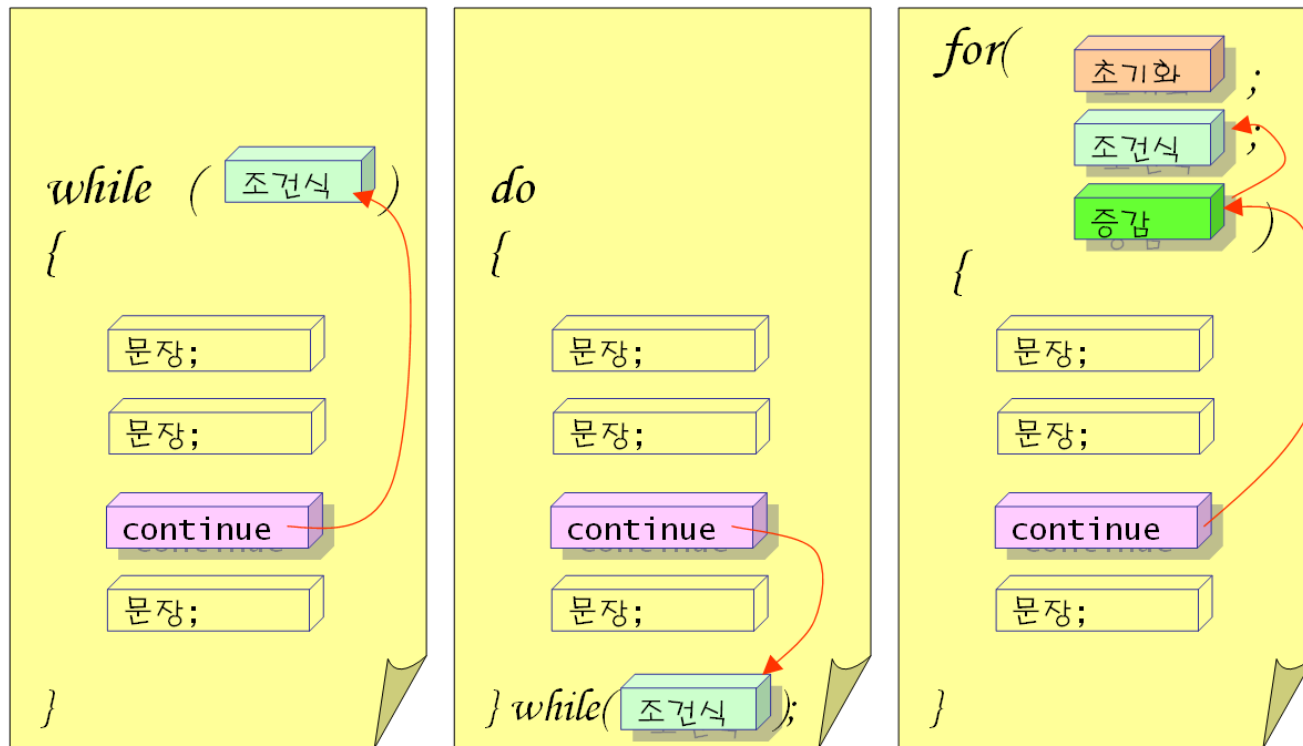 while ( 조건식 )
{
문장;
문장;
continue
문장;
}
do
{
문장;
문장;
continue
문장;
} while( 조건식 );
for( 초기화 ;
조건식 ;
증감 )
{
문장;
문장;
continue
문장;
}